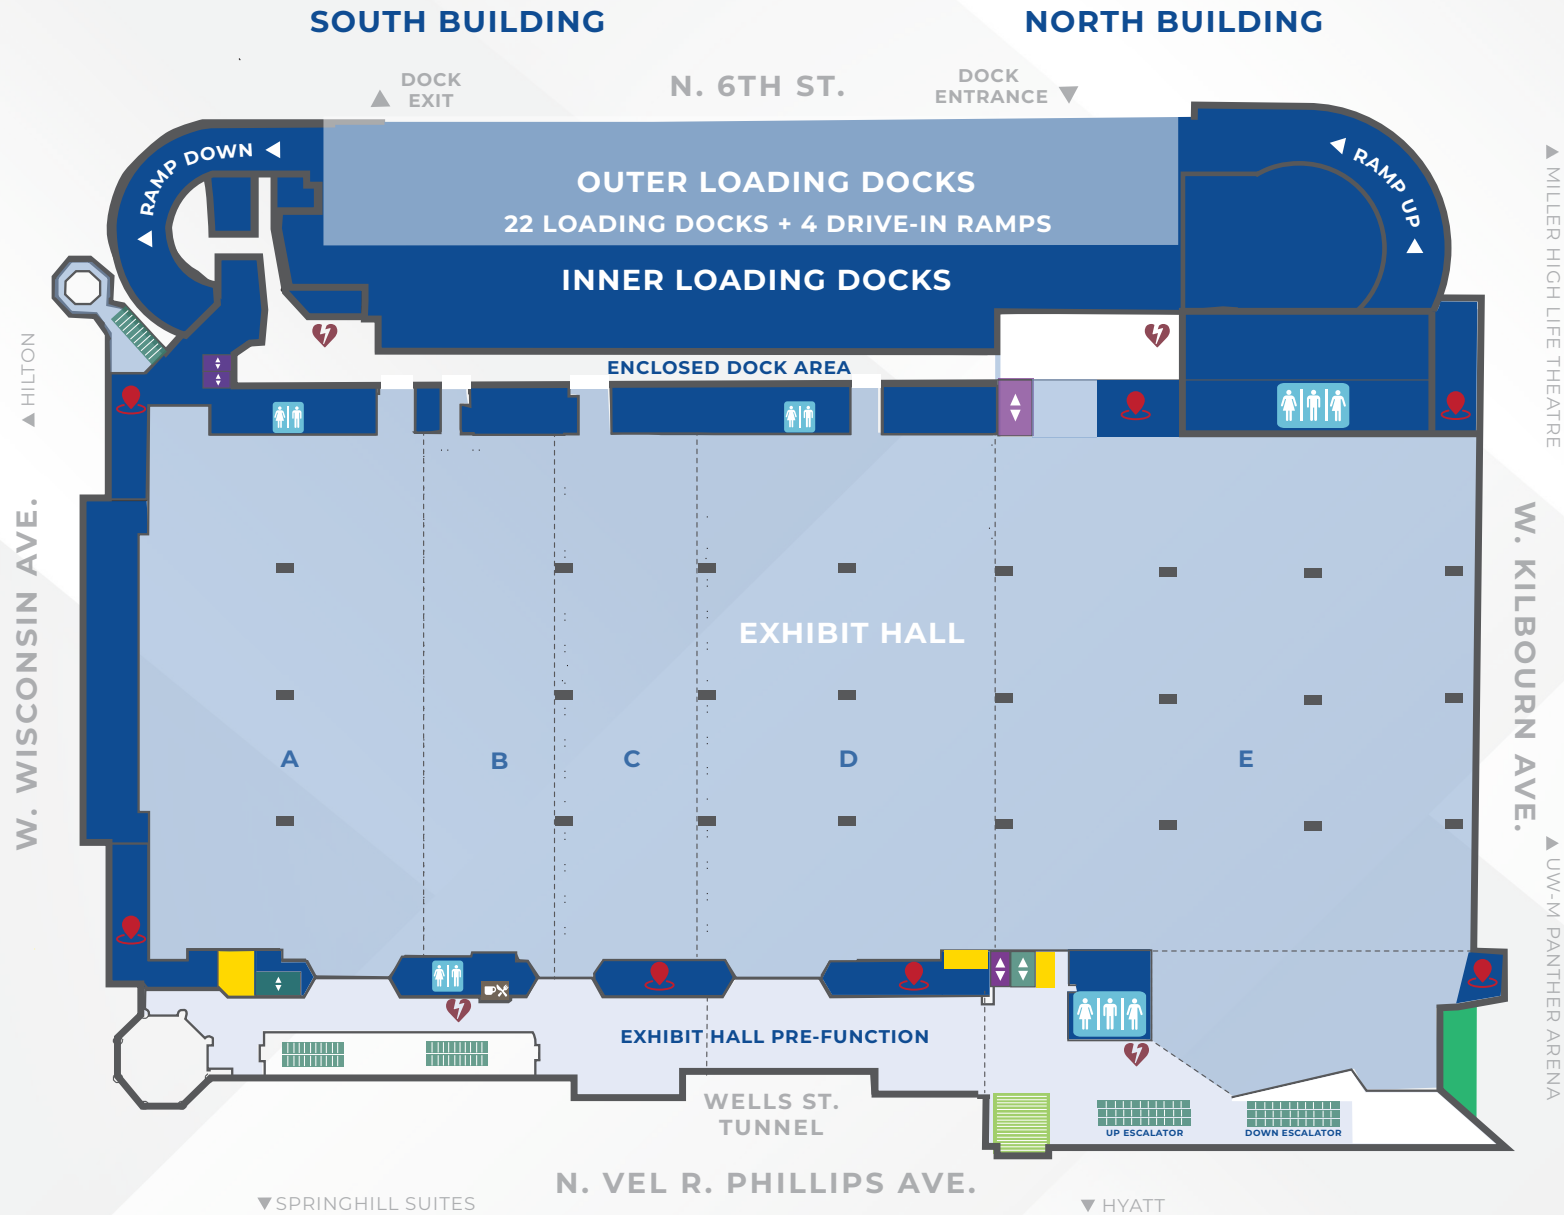 SOUTH BUILDING
NORTH BUILDING
DOCK
EXIT
N. 6TH ST.
DOCK
ENTRANCE
RAMP DOWN
RAMP UP
OUTER LOADING DOCKS
22 LOADING DOCKS + 4 DRIVE-IN RAMPS
INNER LOADING DOCKS
MILLER HIGH LIFE THEATRE
HILTON
ENCLOSED DOCK AREA
W. WISCONSIN AVE.
W. KILBOURN AVE.
EXHIBIT HALL
A
B
C
D
E
UW-M PANTHER ARENA
EXHIBIT HALL PRE-FUNCTION
WELLS ST.
TUNNEL
UP ESCALATOR
DOWN ESCALATOR
N. VEL R. PHILLIPS AVE.
SPRINGHILL SUITES
HYATT